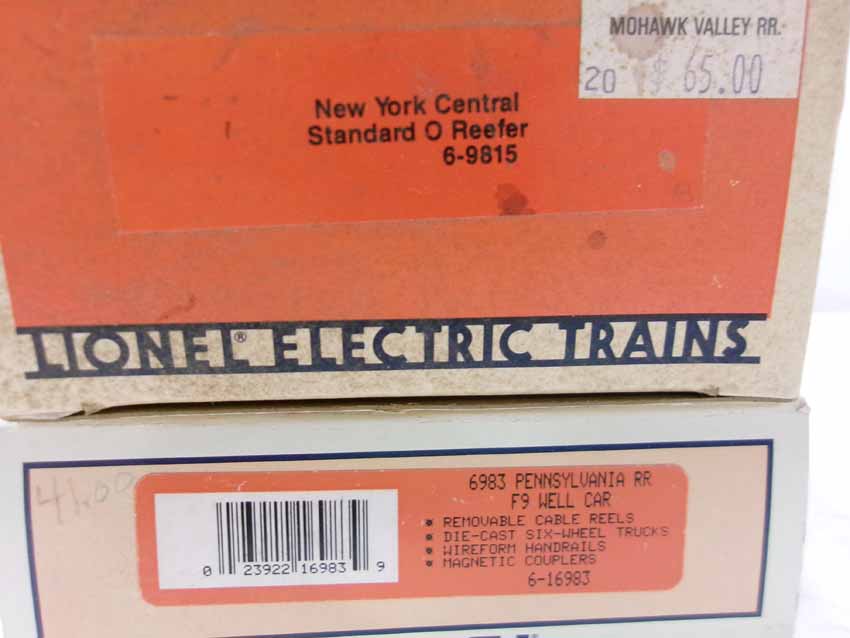 MOHAWK VALLEY RR.
20 $ 65.00
New York Central
Standard O Reefer
6-9815
LIONEL® ELECTRIC TRAINS
41.00
6983 PENNSYLVANIA RR
F9 WELL CAR
• REMOVABLE CABLE REELS
• DIE-CAST SIX-WHEEL TRUCKS
• WIREFORM HANDRAILS
• MAGNETIC COUPLERS
6-16983
0 23922 16983 9